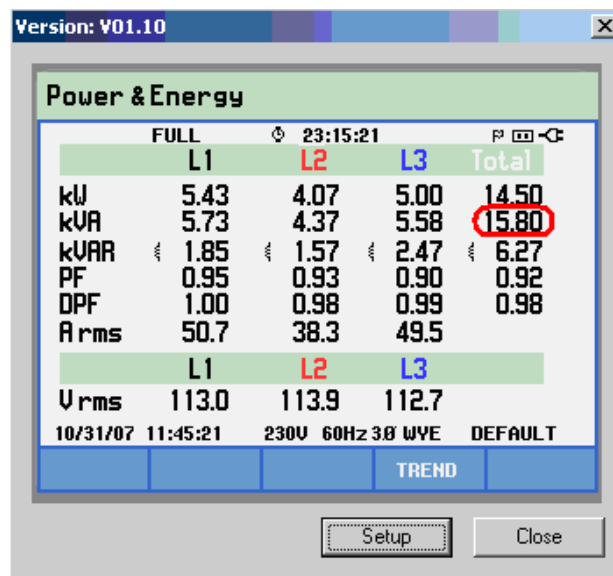 Version: V01.10
Power & Energy
FULL 23:15:21 P
L1 L2 L3 Total
kW 5.43 4.07 5.00 14.50
kVA 5.73 4.37 5.58 15.80
kVAR 1.85 1.57 2.47 6.27
PF 0.95 0.93 0.90 0.92
DPF 1.00 0.98 0.99 0.98
A rms 50.7 38.3 49.5
L1 L2 L3
V rms 113.0 113.9 112.7
10/31/07 11:45:21 230V 60Hz 3Ø WYE DEFAULT
TREND
Setup Close